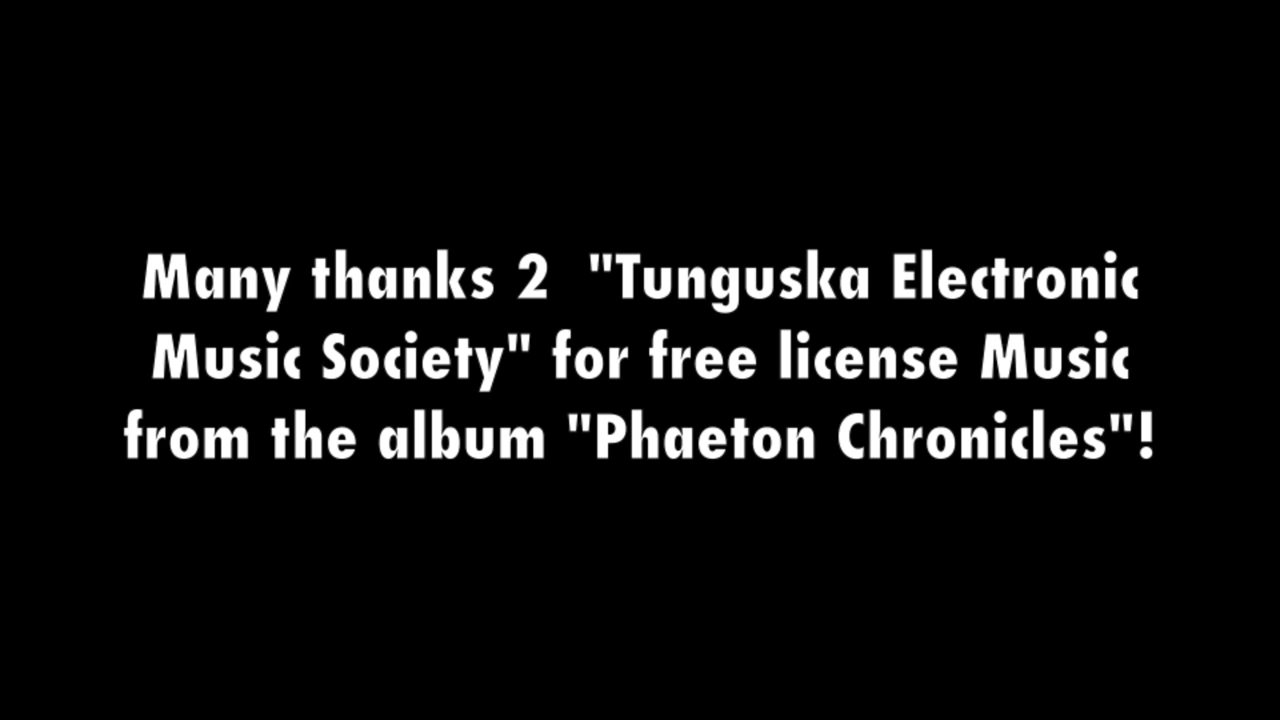 Many thanks 2  "Tunguska Electronic
Music Society" for free license Music
from the album "Phaeton Chronicles"!